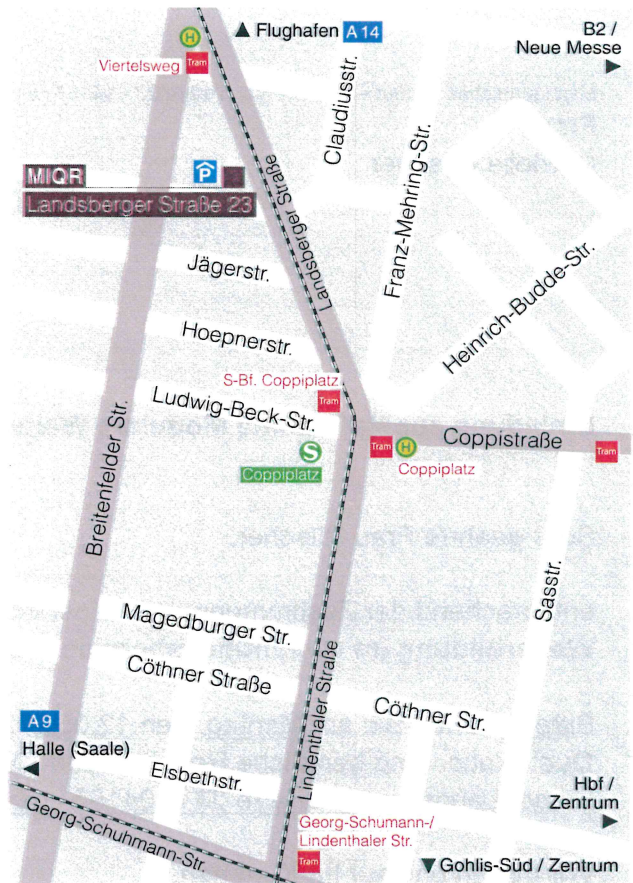 H
▲ Flughafen A 14
B2 /
Neue Messe
▶
Viertelsweg Tram
Claudiusstr.
Franz-Mehring-Str.
Landsberger Straße
MIQR P
Landsberger Straße 23
Jägerstr.
Heinrich-Budde-Str.
Hoepnerstr.
S-Bf. Coppiplatz
Tram
Ludwig-Beck-Str.
Breitenfelder Str.
S
Coppiplatz
Tram H
Coppiplatz
Coppistraße
Tram
Sasstr.
Magedburger Str.
Cöthner Straße
Lindenthaler Straße
Cöthner Str.
A 9
Halle (Saale)
◀
Elsbethstr.
Georg-Schuhmann-Str.
Georg-Schumann-/
Lindenthaler Str.
Tram
Hbf /
Zentrum
▶
▼ Gohlis-Süd / Zentrum